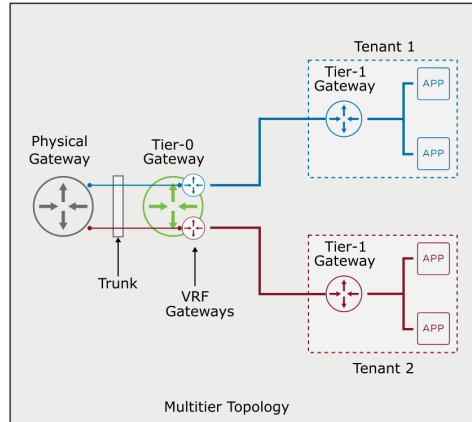 Tenant 1
Tier-1
Gateway
APP
APP
Physical
Gateway
Tier-0
Gateway
Trunk
VRF
Gateways
Tier-1
Gateway
APP
APP
Tenant 2
Multitier Topology